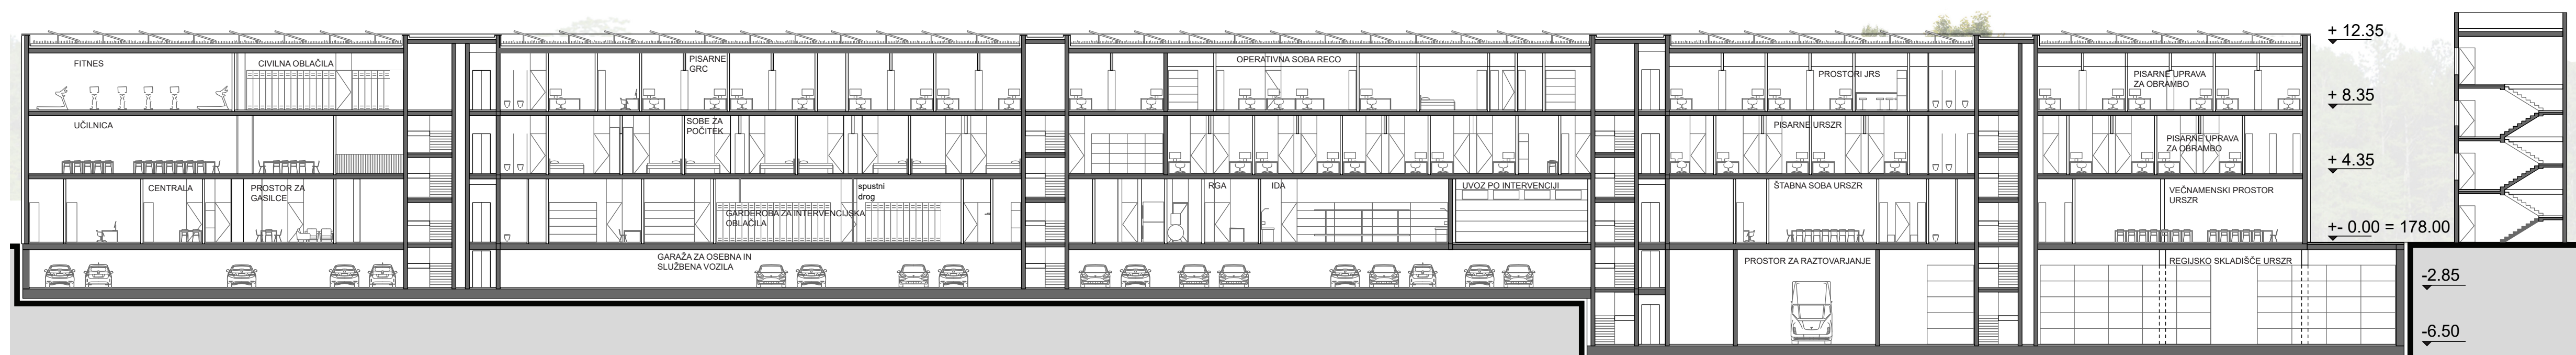 FITNES
CIVILNA OBLAČILA
PISARNE
GRC
OPERATIVNA SOBA RECO
PROSTORI JRS
PISARNE UPRAVA
ZA OBRAMBO
+ 12.35
+ 8.35
UČILNICA
SOBE ZA
POČITEK
PISARNE URSZR
PISARNE UPRAVA
ZA OBRAMBO
+ 4.35
CENTRALA
PROSTOR ZA
GASILCE
GARDEROBA ZA INTERVENCIJSKA
OBLAČILA
spustni
drog
RGA
IDA
UVOZ PO INTERVENCIJI
ŠTABNA SOBA URSZR
VEČNAMENSKI PROSTOR
URSZR
+- 0.00 = 178.00
GARAŽA ZA OSEBNA IN
SLUŽBENA VOZILA
PROSTOR ZA RAZTOVARJANJE
REGIJSKO SKLADIŠČE URSZR
-2.85
-6.50